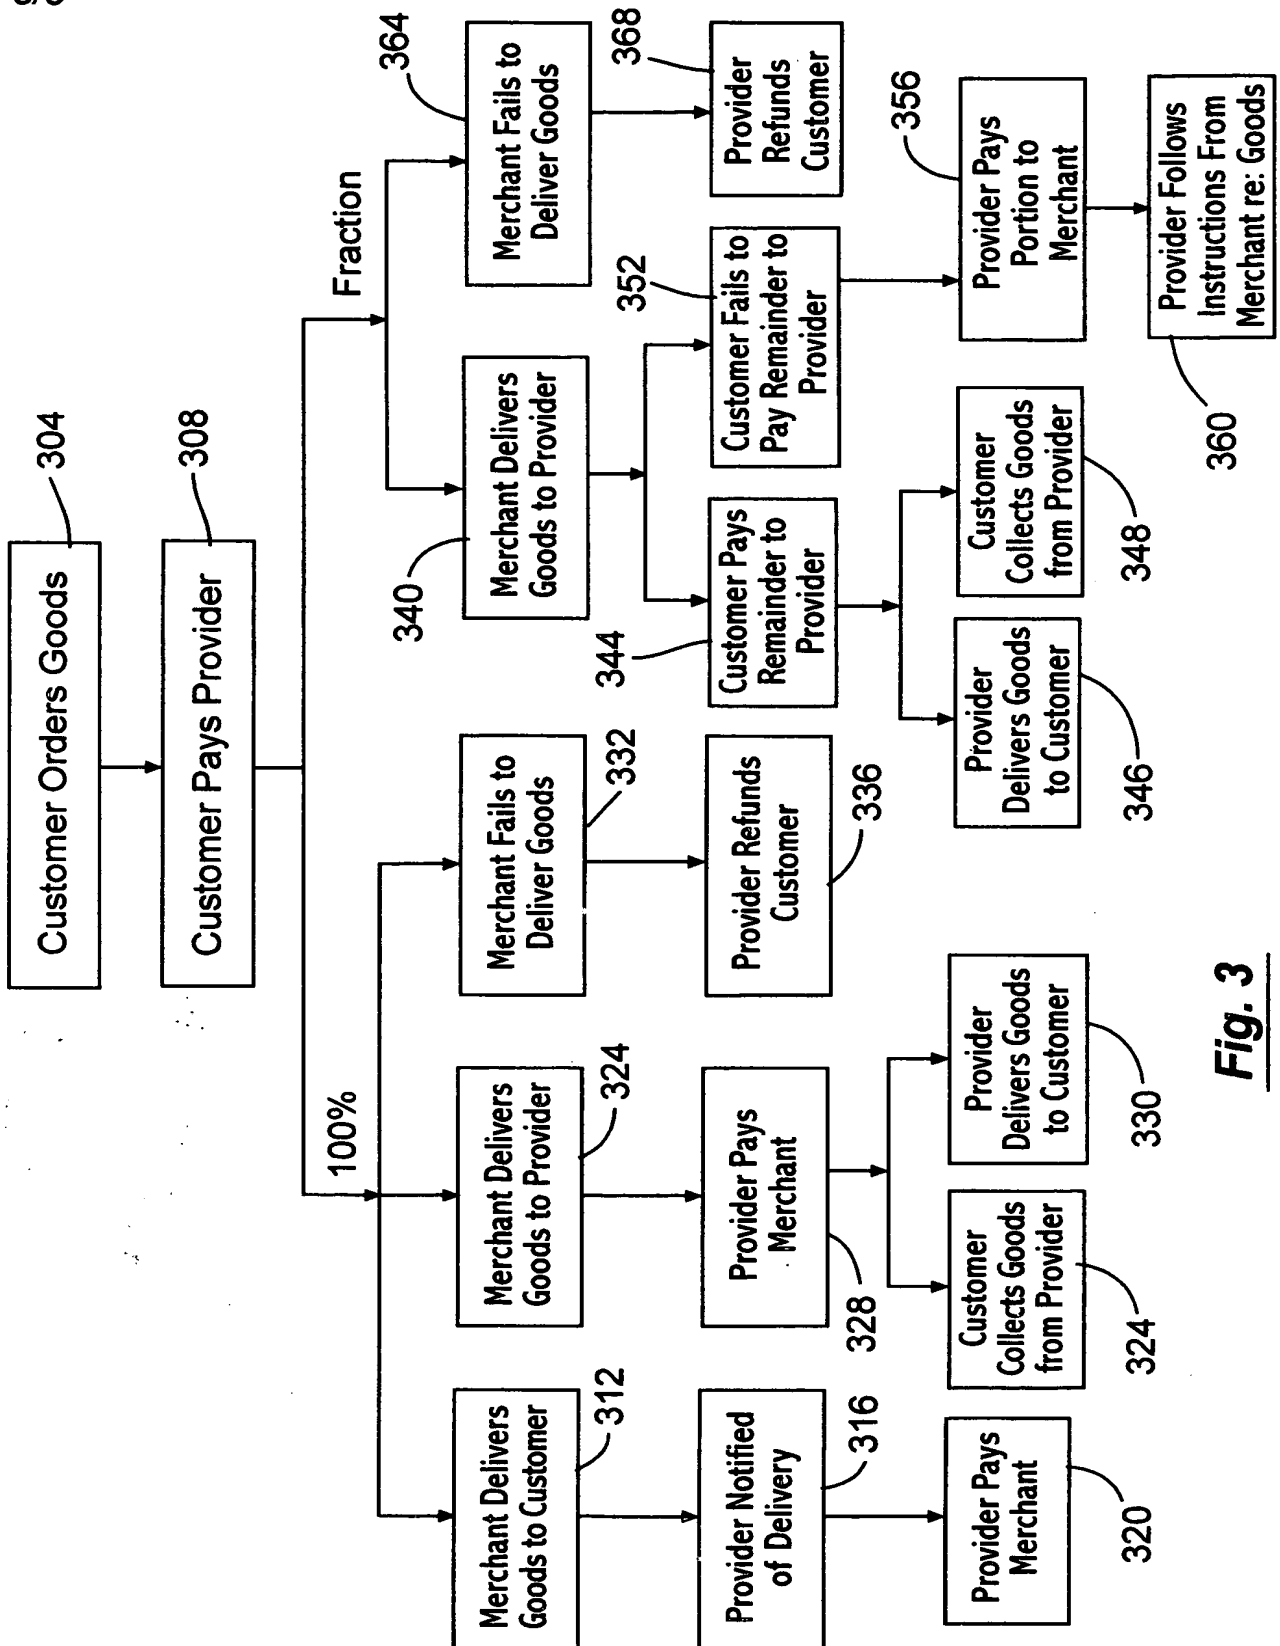 Customer Orders Goods
304
Customer Pays Provider
308
100%
Fraction
Merchant Delivers
Goods to Customer
312
Merchant Delivers
Goods to Provider
324
Merchant Fails to
Deliver Goods
332
Merchant Delivers
Goods to Provider
340
Merchant Fails to
Deliver Goods
364
Provider Notified
of Delivery
316
Provider Pays
Merchant
328
Provider Refunds
Customer
336
Customer Pays
Remainder to
Provider
344
Customer Fails to
Pay Remainder to
Provider
352
Provider
Refunds
Customer
368
Provider Pays
Merchant
320
Customer
Collects Goods
from Provider
324
Provider
Delivers Goods
to Customer
330
Provider
Delivers Goods
to Customer
346
Customer
Collects Goods
from Provider
348
Provider Pays
Portion to
Merchant
356
Provider Follows
Instructions From
Merchant re: Goods
360
Fig. 3